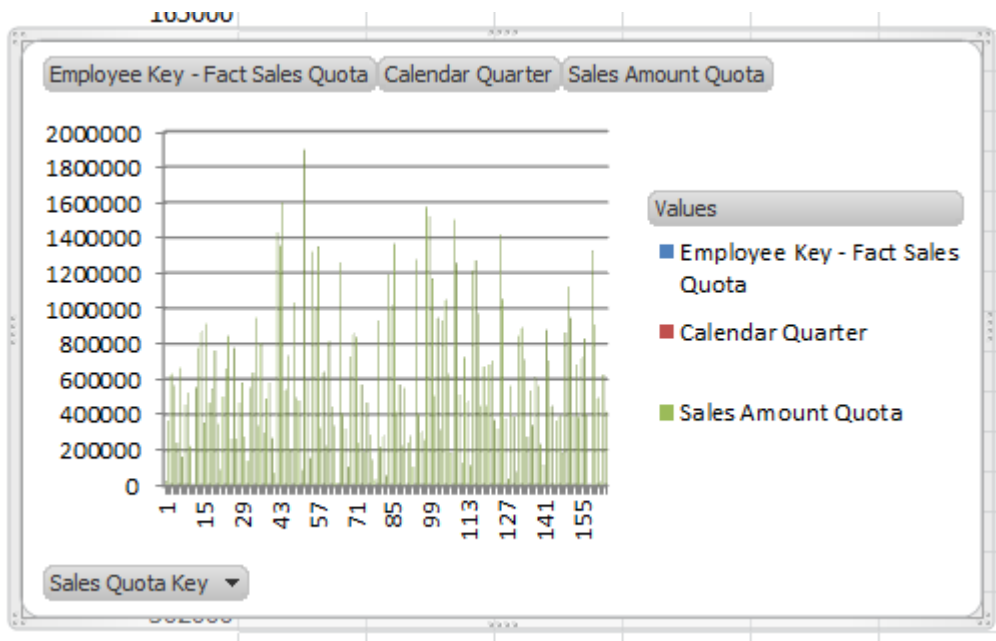 165000
Employee Key - Fact Sales Quota Calendar Quarter Sales Amount Quota
2000000
1800000
1600000
1400000
1200000
1000000
800000
600000
400000
200000
0
1 15 29 43 57 71 85 99 113 127 141 155
Values
Employee Key - Fact Sales
Quota
Calendar Quarter
Sales Amount Quota
Sales Quota Key